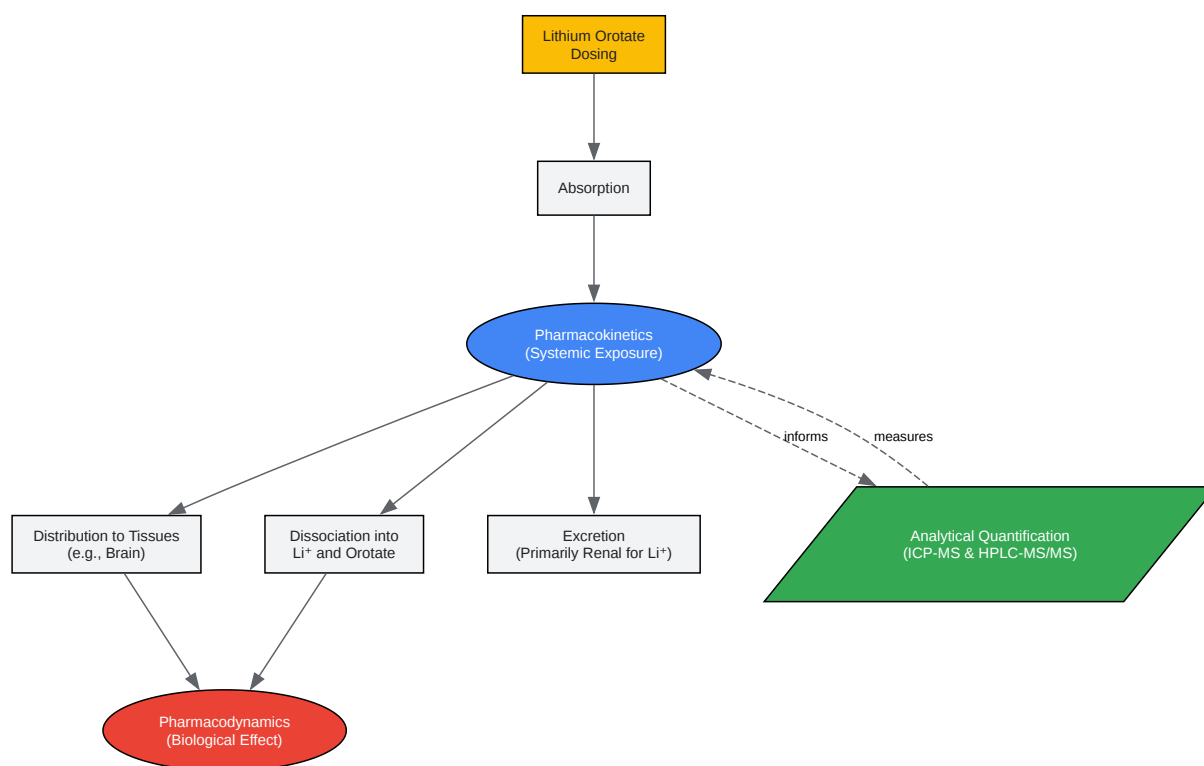 Lithium Orotate
Dosing
Absorption
Pharmacokinetics
(Systemic Exposure)
informs
measures
Distribution to Tissues
(e.g., Brain)
Dissociation into
Li⁺ and Orotate
Excretion
(Primarily Renal for Li⁺)
Analytical Quantification
(ICP-MS & HPLC-MS/MS)
Pharmacodynamics
(Biological Effect)